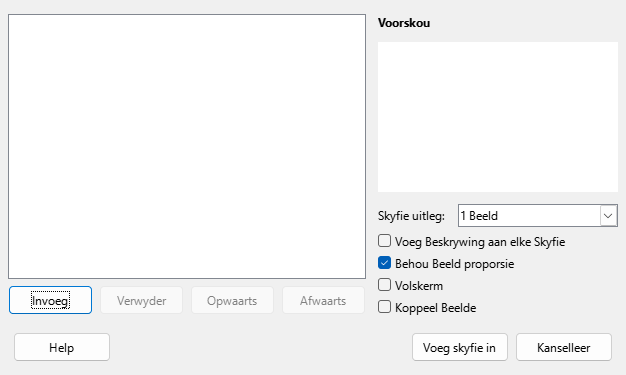 Voorskou
Skyfie uitleg: 1 Beeld
Voeg Beskrywing aan elke Skyfie
Behou Beeld proporsie
Volskerm
Koppeel Beelde
Invoeg Verwyder Opwaarts Afwaarts
Help Voeg skyfie in Kanselleer